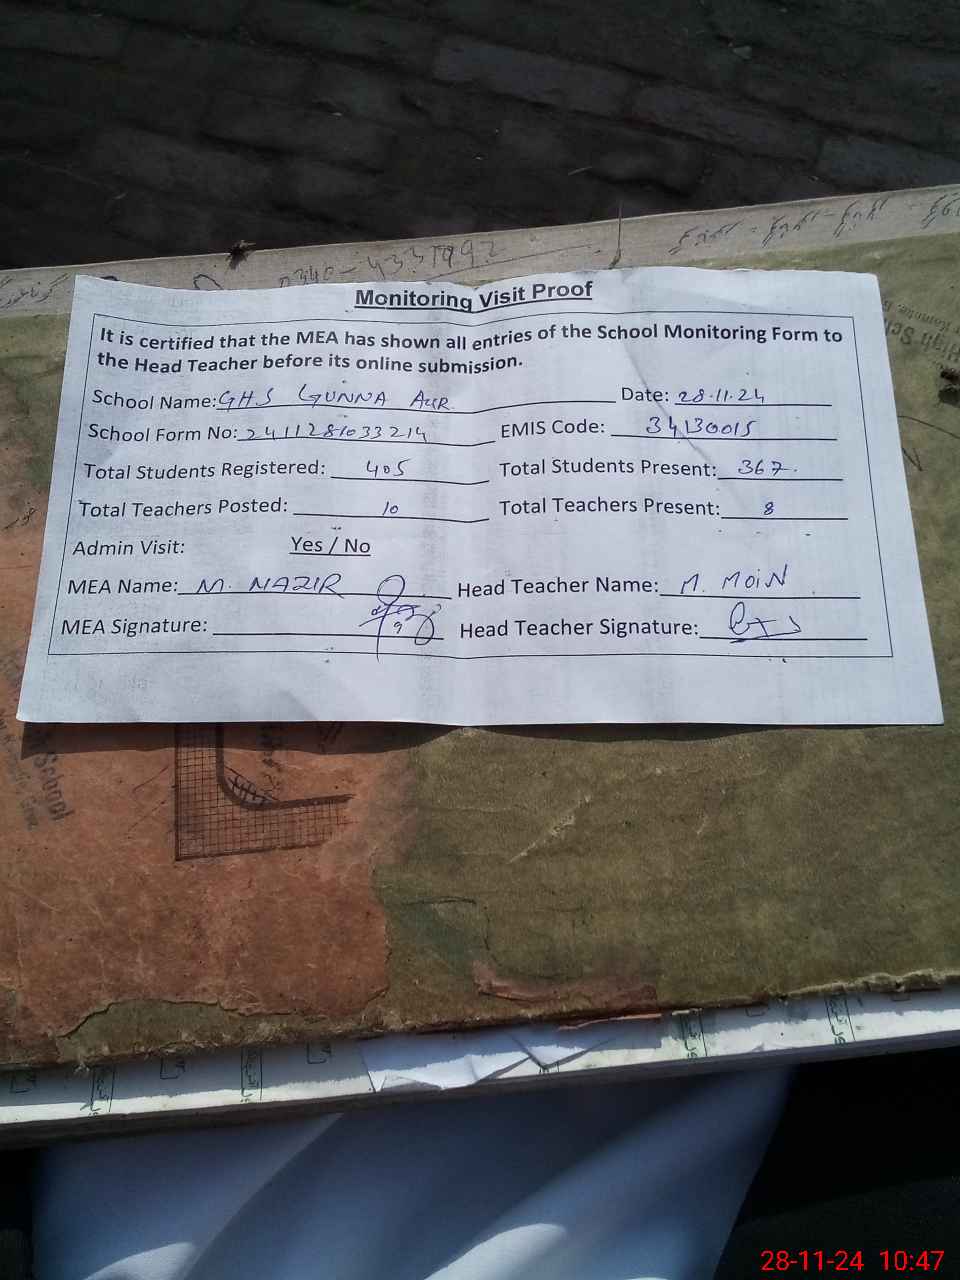 0340-4331992
Monitoring Visit Proof
It is certified that the MEA has shown all entries of the School Monitoring Form to
the Head Teacher before its online submission.
School Name: GHS GUNNA AUR. Date: 28.11.24
School Form No: 2411281033214 EMIS Code: 34130015
Total Students Registered: 405 Total Students Present: 367.
Total Teachers Posted: 10 Total Teachers Present: 8
Admin Visit: Yes / No
MEA Name: M. NAZIR Head Teacher Name: M. MOIN
MEA Signature: Head Teacher Signature:
School
28-11-24 10:47